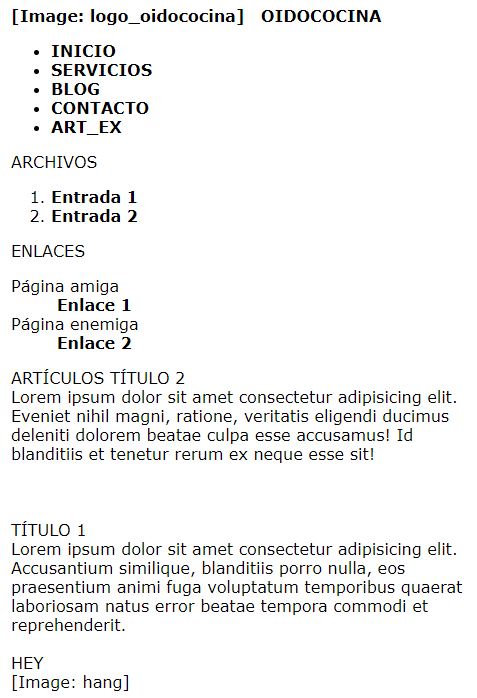 [Image: logo_oidococina] OIDOCOCINA
• INICIO
• SERVICIOS
• BLOG
• CONTACTO
• ART_EX
ARCHIVOS
1. Entrada 1
2. Entrada 2
ENLACES
Página amiga
Enlace 1
Página enemiga
Enlace 2
ARTÍCULOS TÍTULO 2
Lorem ipsum dolor sit amet consectetur adipisicing elit.
Eveniet nihil magni, ratione, veritatis eligendi ducimus
deleniti dolorem beatae culpa esse accusamus! Id
blanditiis et tenetur rerum ex neque esse sit!
TÍTULO 1
Lorem ipsum dolor sit amet consectetur adipisicing elit.
Accusantium similique, blanditiis porro nulla, eos
praesentium animi fuga voluptatum temporibus quaerat
laboriosam natus error beatae tempora commodi et
reprehenderit.
HEY
[Image: hang]